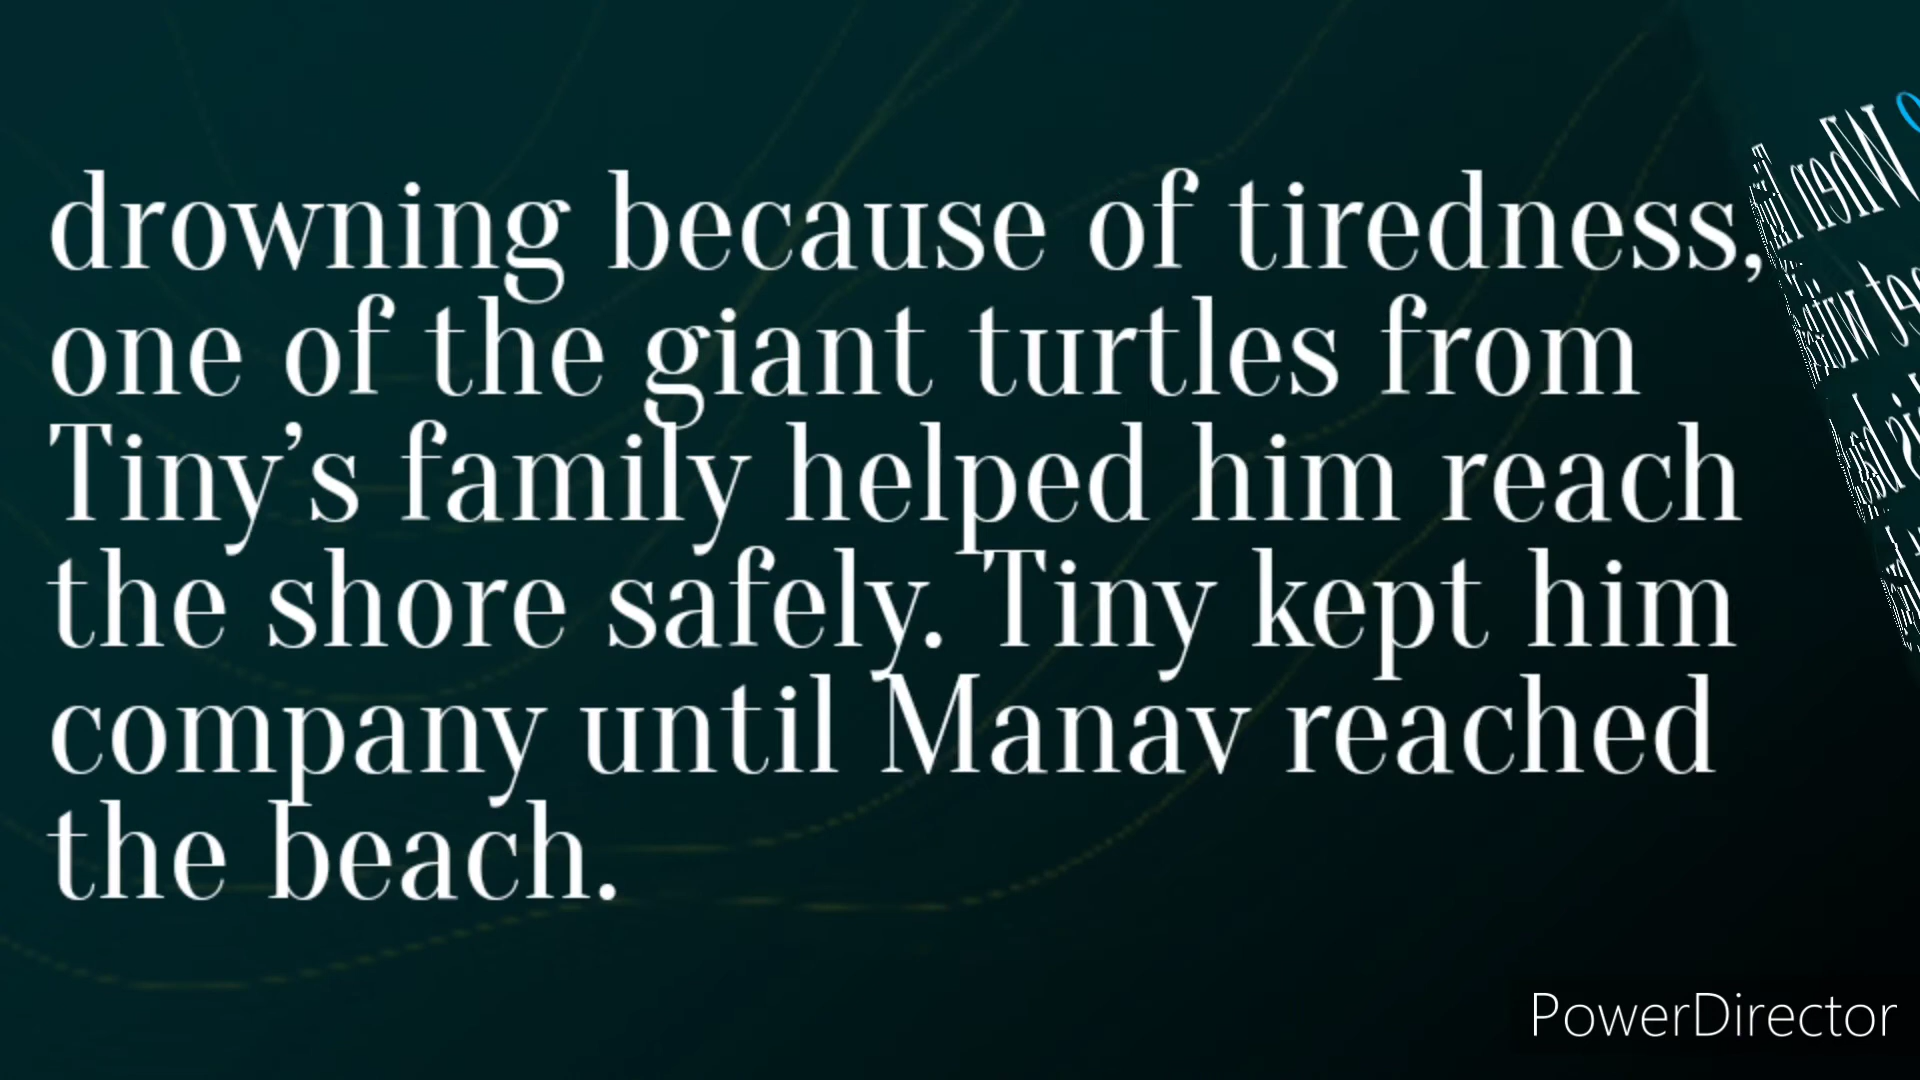 drowning because of tiredness,
one of the giant turtles from
Tiny’s family helped him reach
the shore safely. Tiny kept him
company until Manav reached
the beach.
When
PowerDirector